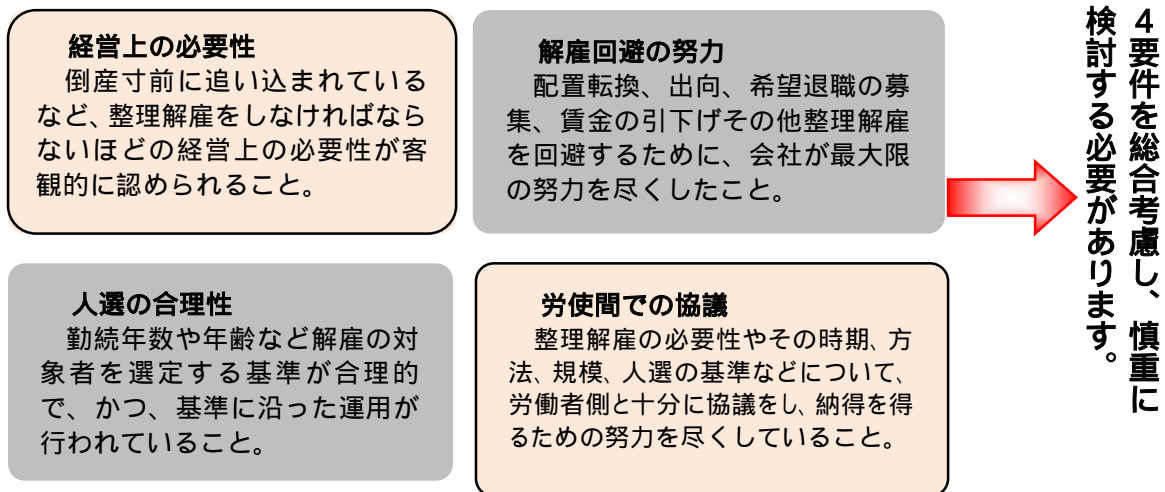 経営上の必要性
倒産寸前に追い込まれている
など、整理解雇をしなければなら
ないほどの経営上の必要性が客
観的に認められること。
解雇回避の努力
配置転換、出向、希望退職の募
集、賃金の引下げその他整理解雇
を回避するために、会社が最大限
の努力を尽くしたこと。
人選の合理性
勤続年数や年齢など解雇の対
象者を選定する基準が合理的
で、かつ、基準に沿った運用が
行われていること。
労使間での協議
整理解雇の必要性やその時期、方
法、規模、人選の基準などについて、
労働者側と十分に協議をし、納得を得
るための努力を尽くしていること。
４要件を総合考慮し、慎重に
検討する必要があります。